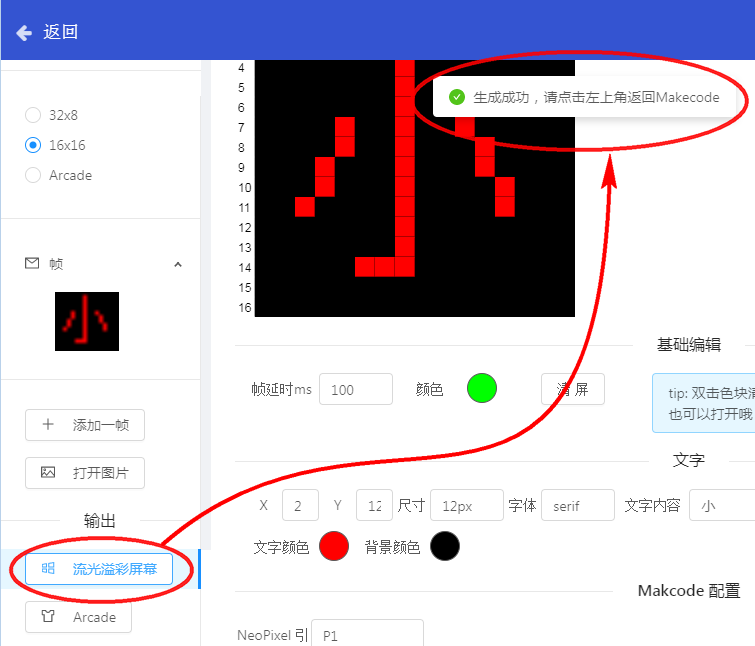 返回
32x8
16x16
Arcade
帧
小
添加一帧
打开图片
输出
流光溢彩屏幕
Arcade
4
5
6
7
8
9
10
11
12
13
14
15
16
小
生成成功，请点击左上角返回Makecode
基础编辑
帧延时ms 100 颜色 清 屏
tip: 双击色块
也可以打开哦
文字
X 2 Y 12 尺寸 12px 字体 serif 文字内容 小
文字颜色 背景颜色
Makcode 配置
NeoPixel 引 P1